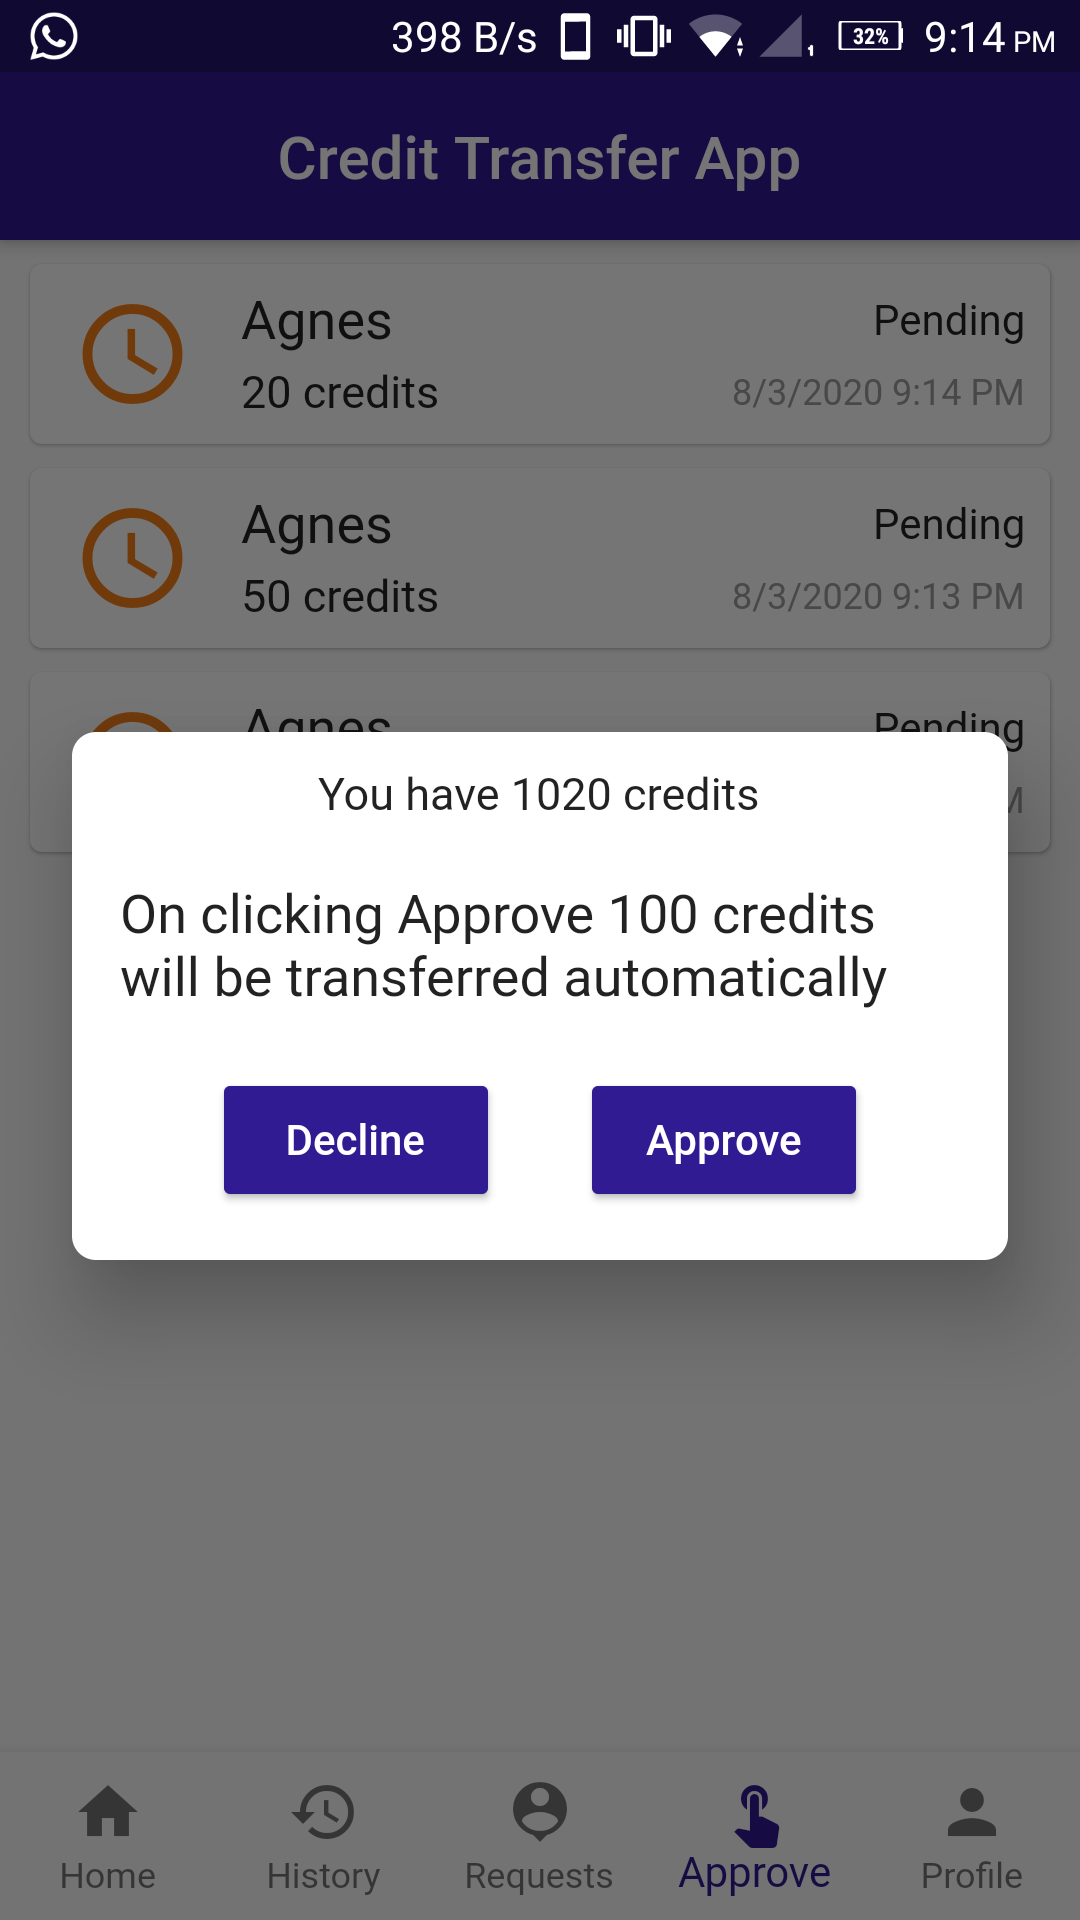 398 B/s 32% 9:14 PM
Credit Transfer App
Agnes Pending
20 credits 8/3/2020 9:14 PM
Agnes Pending
50 credits 8/3/2020 9:13 PM
Agnes Pending
You have 1020 credits
On clicking Approve 100 credits
will be transferred automatically
Decline Approve
Home History Requests Approve Profile